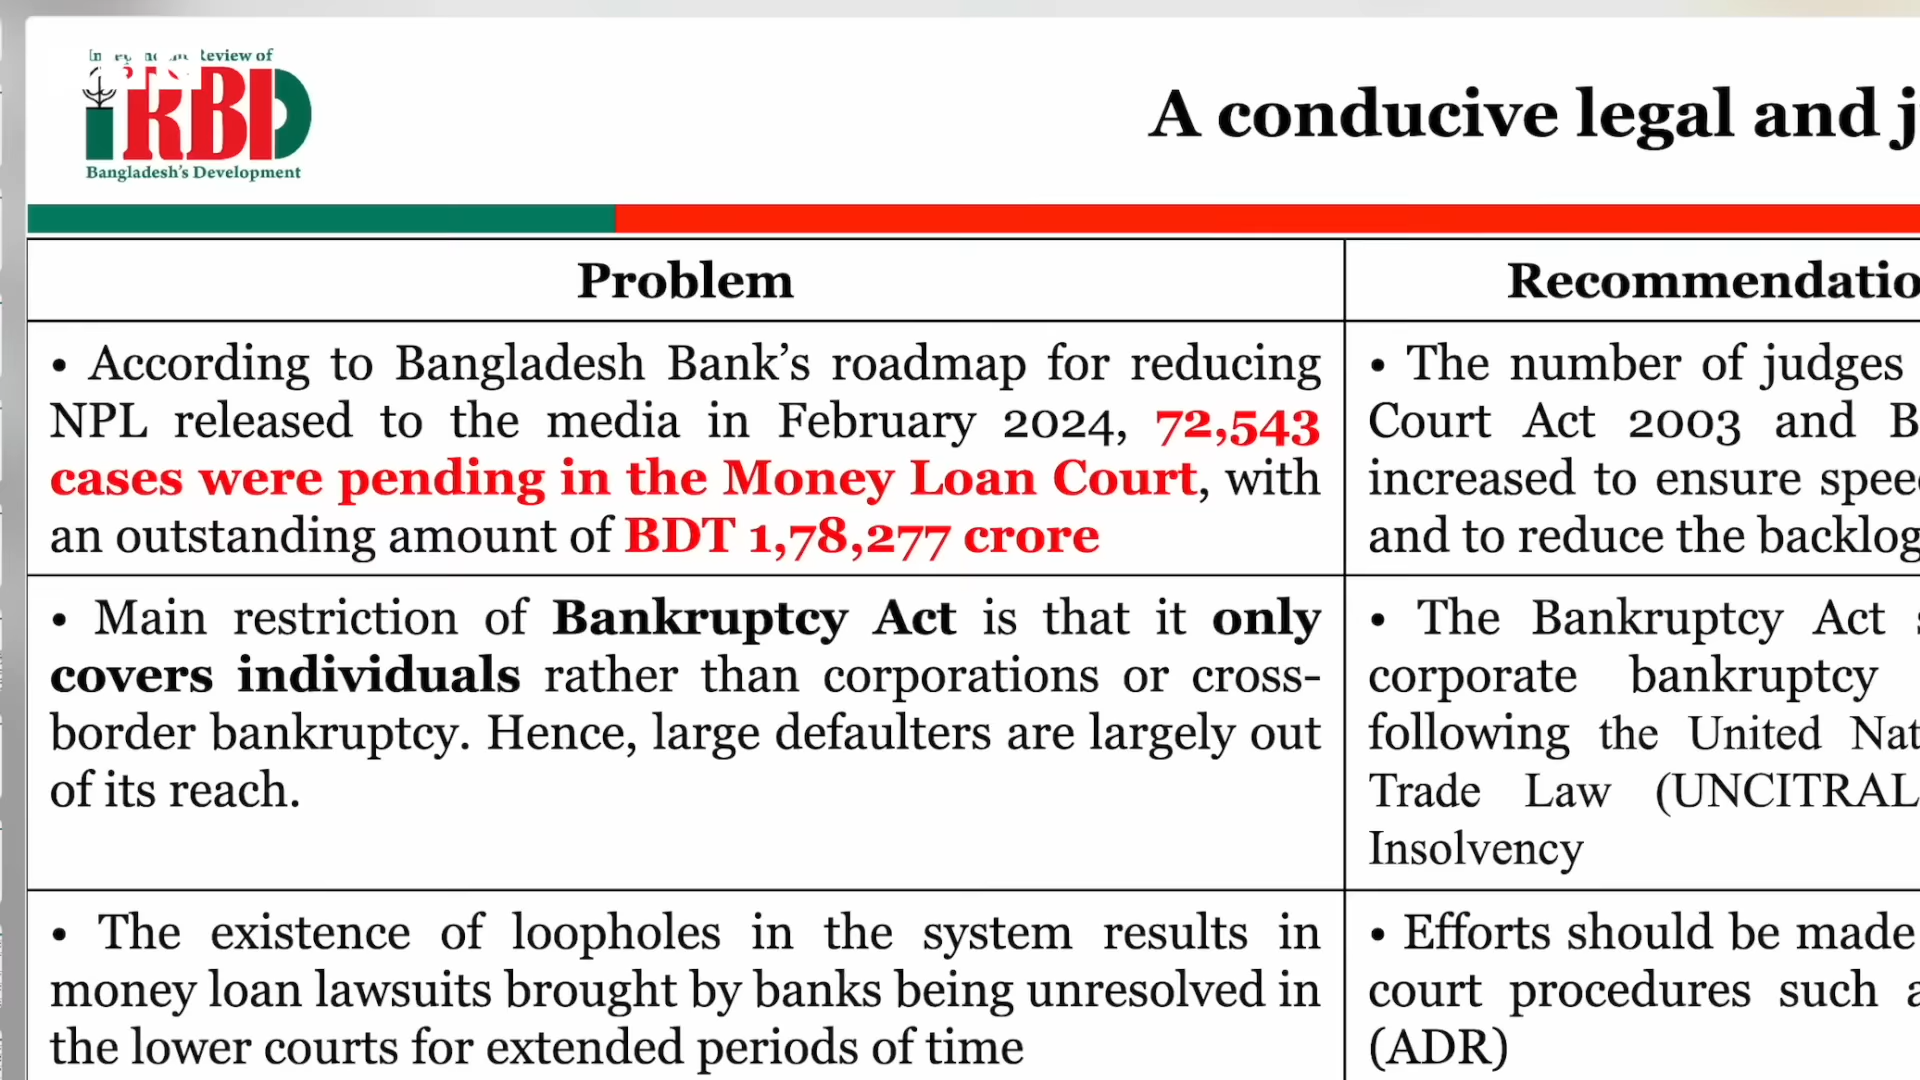 Review of
iRBD
Bangladesh's Development
A conducive legal and
Problem
• According to Bangladesh Bank's roadmap for reducing
NPL released to the media in February 2024, 72,543
cases were pending in the Money Loan Court, with
an outstanding amount of BDT 1,78,277 crore
• Main restriction of Bankruptcy Act is that it only
covers individuals rather than corporations or cross-
border bankruptcy. Hence, large defaulters are largely out
of its reach.
• The existence of loopholes in the system results in
money loan lawsuits brought by banks being unresolved in
the lower courts for extended periods of time
Recommendatio
• The number of judges
Court Act 2003 and B
increased to ensure spee
and to reduce the backlog
• The Bankruptcy Act s
corporate bankruptcy
following the United Nat
Trade Law (UNCITRAL
Insolvency
• Efforts should be made
court procedures such a
(ADR)